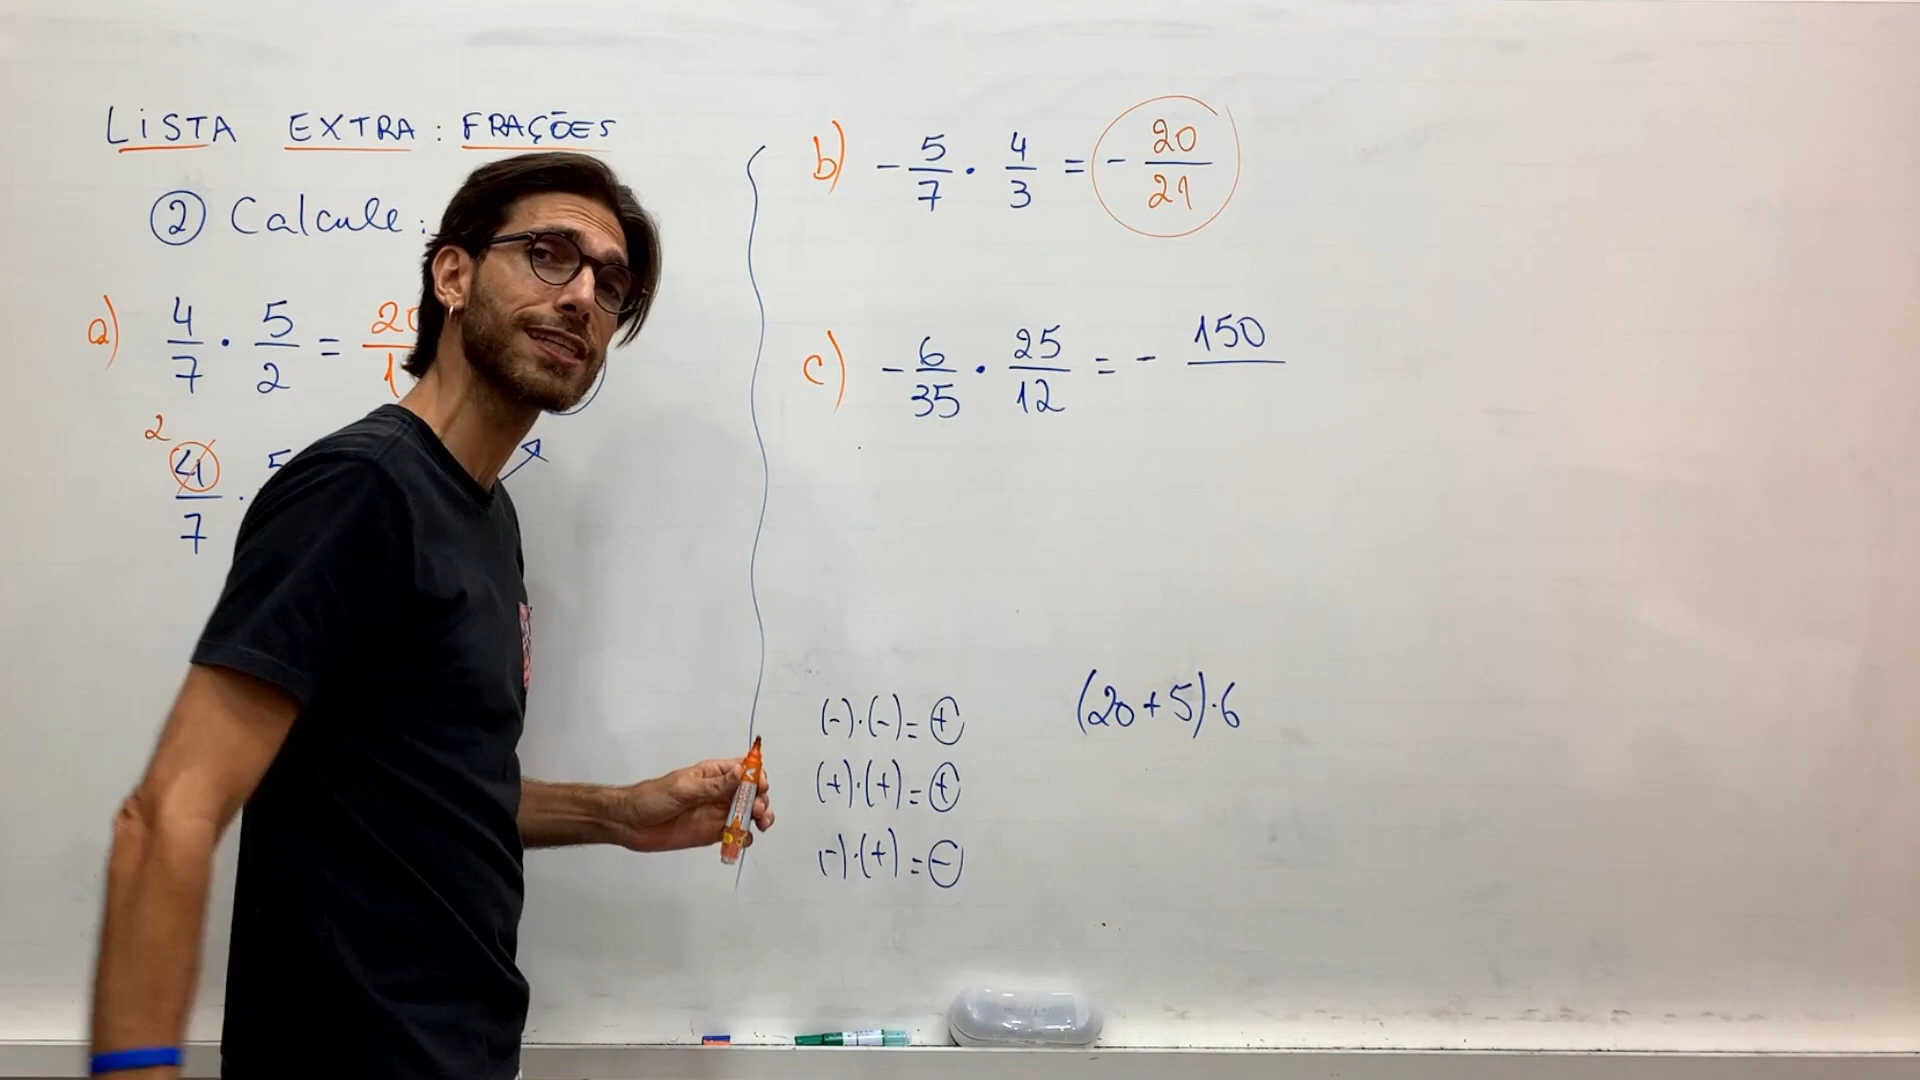 LISTA EXTRA: FRAÇÕES
② Calcule:
a) 4/7 · 5/2 =
2
4/7 ·
b) -5/7 · 4/3 = -20/21
c) -6/35 · 25/12 = - 150
(-)·(-)=⊕
(+)·(+)=⊕
(-)·(+)=⊖
(20+5)·6